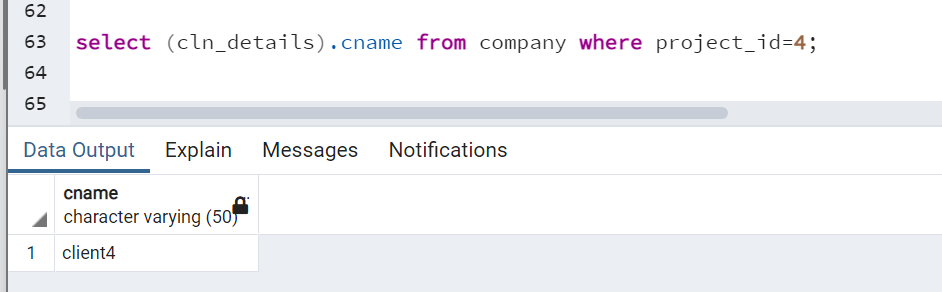 62
63 select (cln_details).cname from company where project_id=4;
64
65
Data Output Explain Messages Notifications
cname
character varying (50)
1 client4